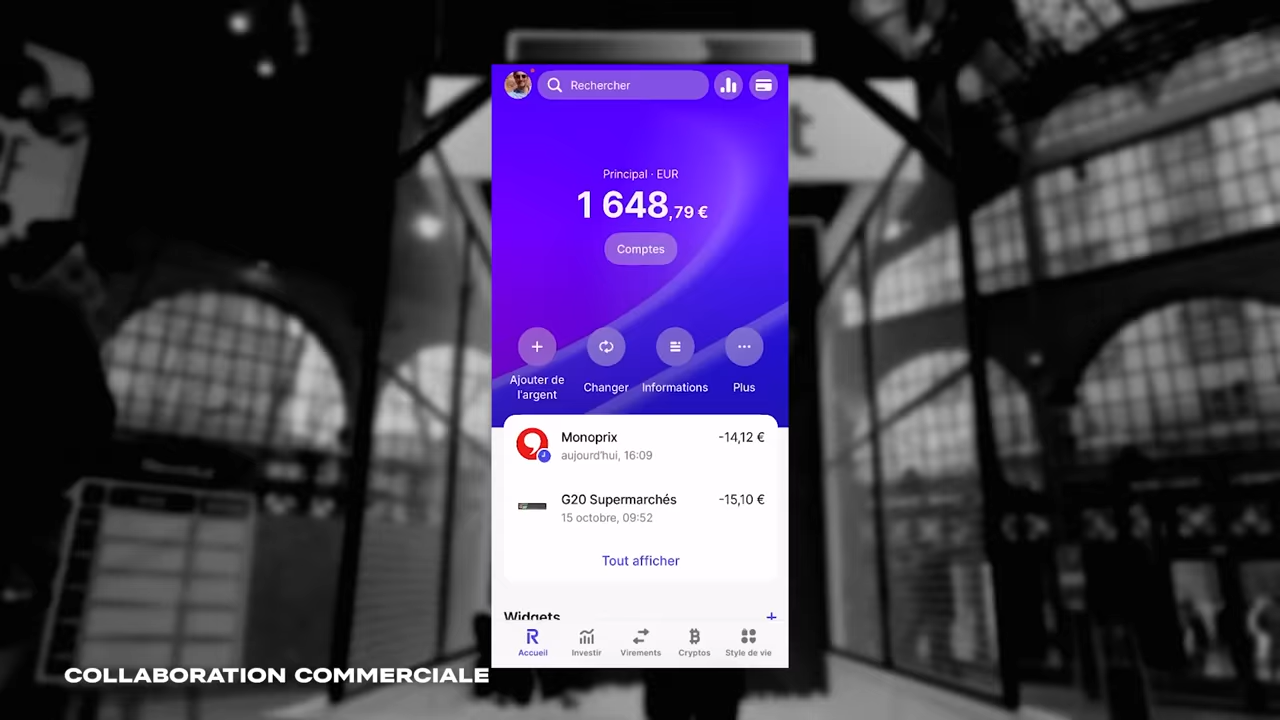 Rechercher
Principal · EUR
1 648,79 €
Comptes
Ajouter de
l'argent
Changer
Informations
Plus
Monoprix
-14,12 €
aujourd'hui, 16:09
G20 Supermarchés
-15,10 €
15 octobre, 09:52
Tout afficher
Widgets
+
Accueil
Investir
Virements
Cryptos
Style de vie
COLLABORATION COMMERCIALE